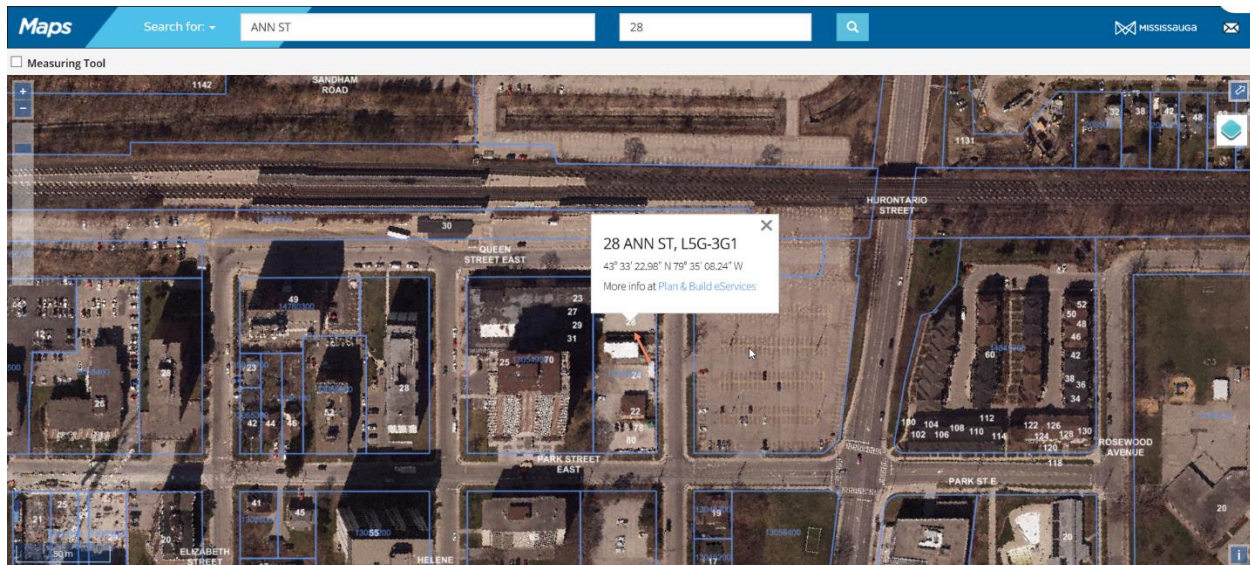 Maps
Search for:
ANN ST
28
MISSISSAUGA
Measuring Tool
+
-
1142
SANDHAM
ROAD
32
38
42
48
1131
HURONTARIO
STREET
30
QUEEN
STREET EAST
28 ANN ST, L5G-3G1
43° 33' 22.98" N 79° 35' 08.24" W
More info at Plan & Build eServices
49
14780300
23
27
29
31
12
52
50
48
46
42
38
36
34
60
25
70
24
22
78
80
23
28
26
42
44
46
52
100
104
108
112
102
106
110
114
122
126
124
128
130
120
118
ROSEWOOD
AVENUE
PARK STREET
EAST
PARK ST E
25
21
20
41
45
55
19
17
13056400
20
20
ELIZABETH
STREET
HELENE
50 m
i